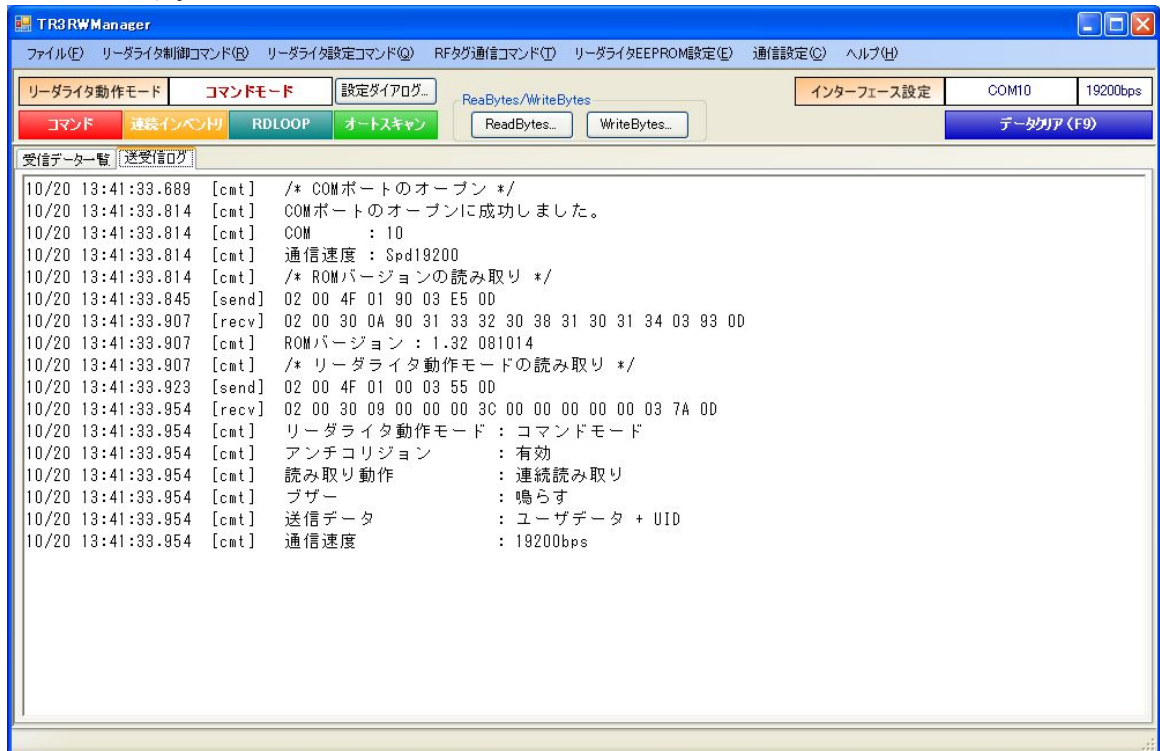 TR3RWManager
ファイル(F) リーダライタ制御コマンド(R) リーダライタ設定コマンド(Q) RFタグ通信コマンド(T) リーダライタEEPROM設定(E) 通信設定(C) ヘルプ(H)
リーダライタ動作モード コマンドモード 設定ダイアログ... ReaBytes/WriteBytes インターフェース設定 COM10 19200bps
コマンド 連続インベントリ RDLOOP オートスキャン ReadBytes... WriteBytes... データクリア(F9)
受信データ一覧 送受信ログ
10/20 13:41:33.689 [cmt] /* COMポートのオープン */
10/20 13:41:33.814 [cmt] COMポートのオープンに成功しました。
10/20 13:41:33.814 [cmt] COM : 10
10/20 13:41:33.814 [cmt] 通信速度 : Spd19200
10/20 13:41:33.814 [cmt] /* ROMバージョンの読み取り */
10/20 13:41:33.845 [send] 02 00 4F 01 90 03 E5 0D
10/20 13:41:33.907 [recv] 02 00 30 0A 90 31 33 32 30 38 31 30 31 34 03 93 0D
10/20 13:41:33.907 [cmt] ROMバージョン : 1.32 081014
10/20 13:41:33.907 [cmt] /* リーダライタ動作モードの読み取り */
10/20 13:41:33.923 [send] 02 00 4F 01 00 03 55 0D
10/20 13:41:33.954 [recv] 02 00 30 09 00 00 00 3C 00 00 00 00 00 03 7A 0D
10/20 13:41:33.954 [cmt] リーダライタ動作モード : コマンドモード
10/20 13:41:33.954 [cmt] アンチコリジョン : 有効
10/20 13:41:33.954 [cmt] 読み取り動作 : 連続読み取り
10/20 13:41:33.954 [cmt] ブザー : 鳴らす
10/20 13:41:33.954 [cmt] 送信データ : ユーザデータ + UID
10/20 13:41:33.954 [cmt] 通信速度 : 19200bps